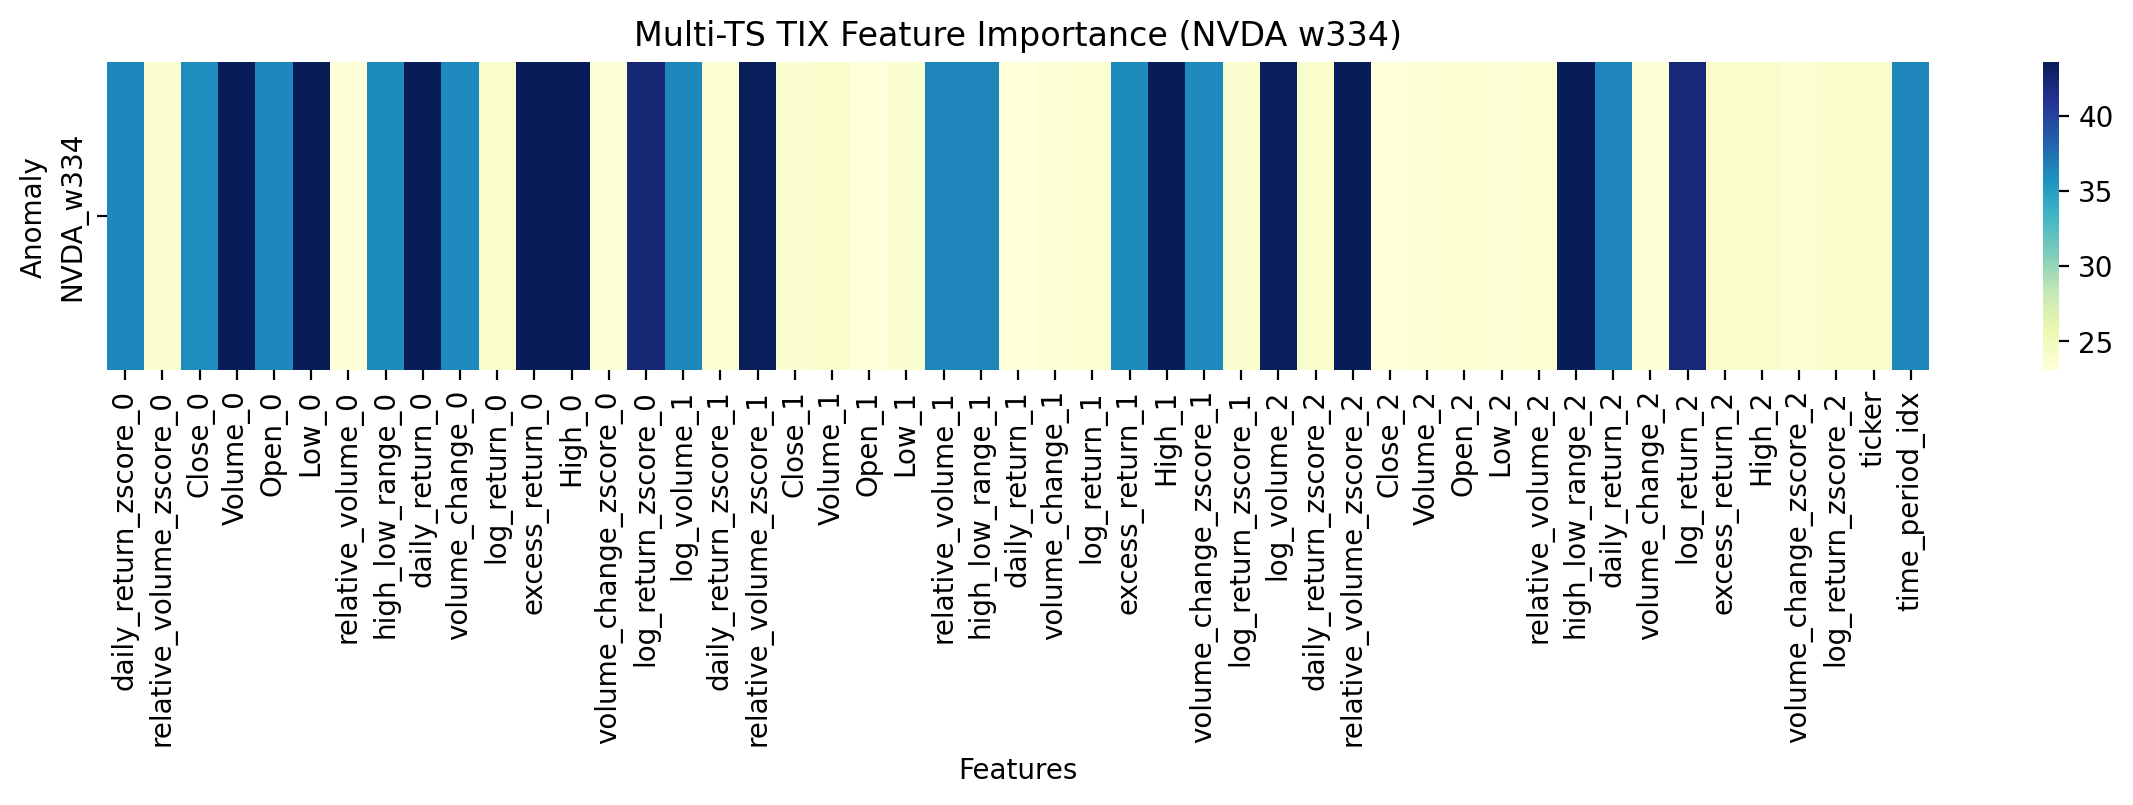 Multi-TS TIX Feature Importance (NVDA w334)
Anomaly
NVDA_w334
40
35
30
25
daily_return_zscore_0
relative_volume_zscore_0
Close_0
Volume_0
Open_0
Low_0
relative_volume_0
high_low_range_0
daily_return_0
volume_change_0
log_return_0
excess_return_0
High_0
volume_change_zscore_0
log_return_zscore_0
log_volume_1
daily_return_zscore_1
relative_volume_zscore_1
Close_1
Volume_1
Open_1
Low_1
relative_volume_1
high_low_range_1
daily_return_1
volume_change_1
log_return_1
excess_return_1
High_1
volume_change_zscore_1
log_return_zscore_1
log_volume_2
daily_return_zscore_2
relative_volume_zscore_2
Close_2
Volume_2
Open_2
Low_2
relative_volume_2
high_low_range_2
daily_return_2
volume_change_2
log_return_2
excess_return_2
High_2
volume_change_zscore_2
log_return_zscore_2
ticker
time_period_idx
Features